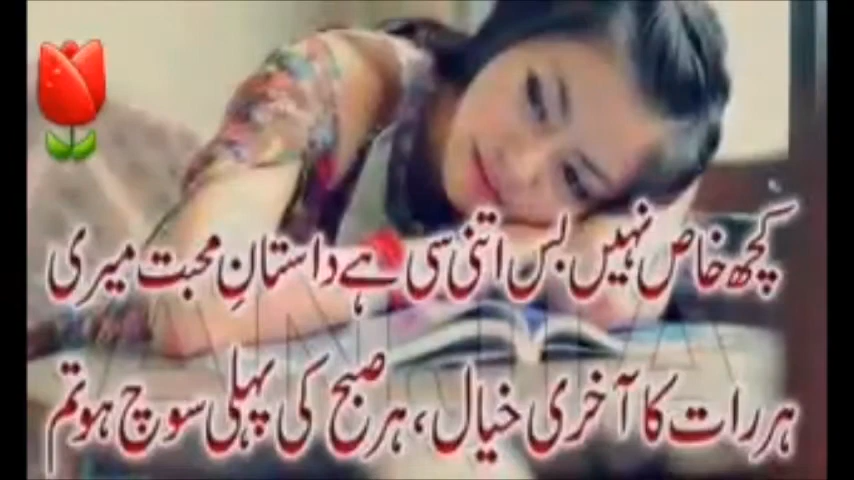 کچھ خاص نہیں بس اتنی سی ہے داستانِ محبت میری
ہر رات کا آخری خیال، ہر صبح کی پہلی سوچ ہو تم